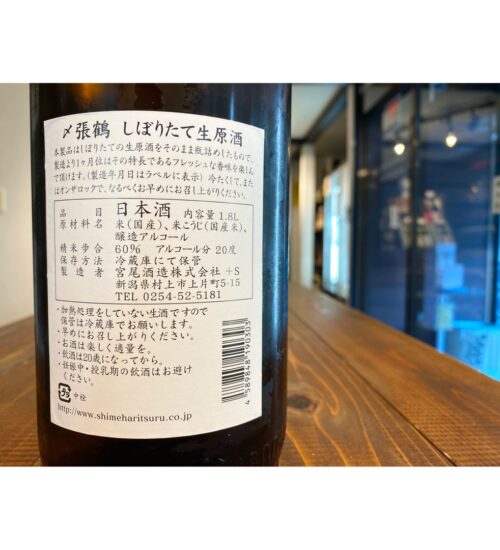 〆張鶴 しぼりたて生原酒
本製品はしぼりたての生原酒をそのまま瓶詰めしたもので、
製造より1ケ月位はその特長であるフレッシュな香味を楽しん
で頂けます。(製造年月日はラベルに表示) 冷たくして、また
はオンザロックで、なるべくお早めにお召し上がりください。
品目 日本酒 内容量 1.8L
原材料名 米(国産)、米こうじ(国産米)、
醸造アルコール
精米歩合 60% アルコール分 20度
保存方法 冷蔵庫にて保管
製造者 宮尾酒造株式会社 +S
新潟県村上市上片町5-15
TEL 0254-52-5181
・加熱処理をしていない生酒ですので
保管は冷蔵庫でお願いします。
・早めにお召し上がりください。
・お酒は楽しく適量を。
・飲酒は20歳になってから。
・妊娠中・授乳期の飲酒はお避け
ください。
プラ 中栓
http://www.shimeharitsuru.co.jp
4 589848 190303